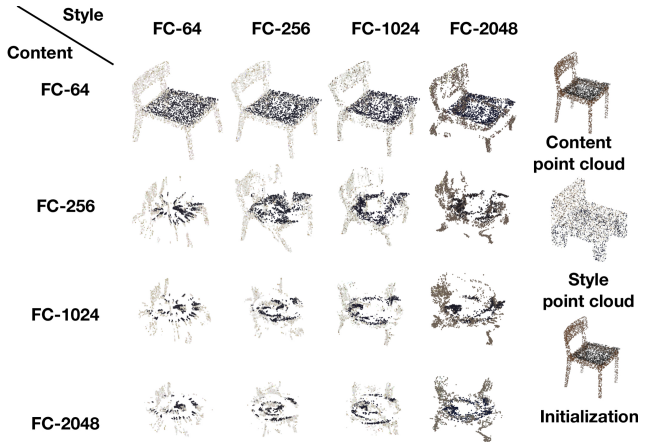 Style
Content
FC-64 FC-256 FC-1024 FC-2048
FC-64
Content
point cloud
FC-256
Style
point cloud
FC-1024
Initialization
FC-2048